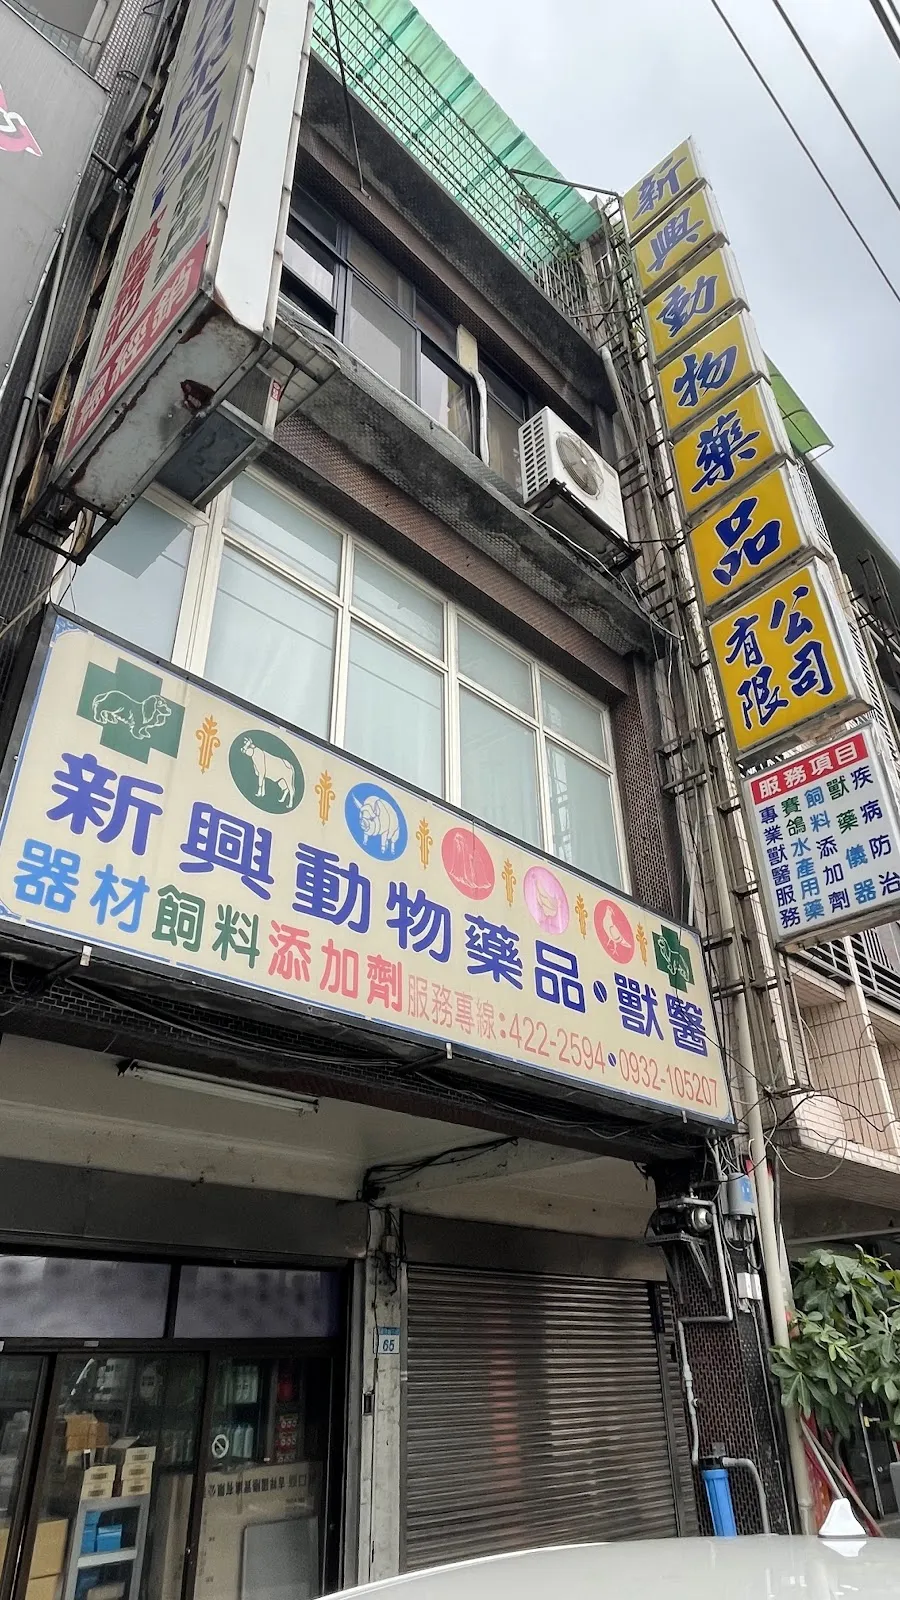 新興動物藥品
有限
公司
服務項目
疾病防治
獸藥儀器
飼料添加劑
賽鴿水產用藥
專業獸醫服務
新興動物藥品·獸醫
器材飼料添加劑服務專線:422-2594·0932-105207
65